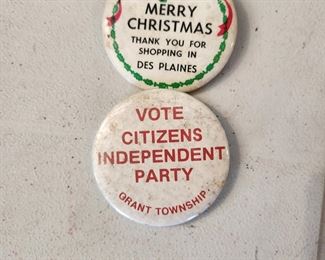 MERRY
CHRISTMAS
THANK YOU FOR
SHOPPING IN
DES PLAINES
VOTE
CITIZENS
INDEPENDENT
PARTY
GRANT TOWNSHIP.